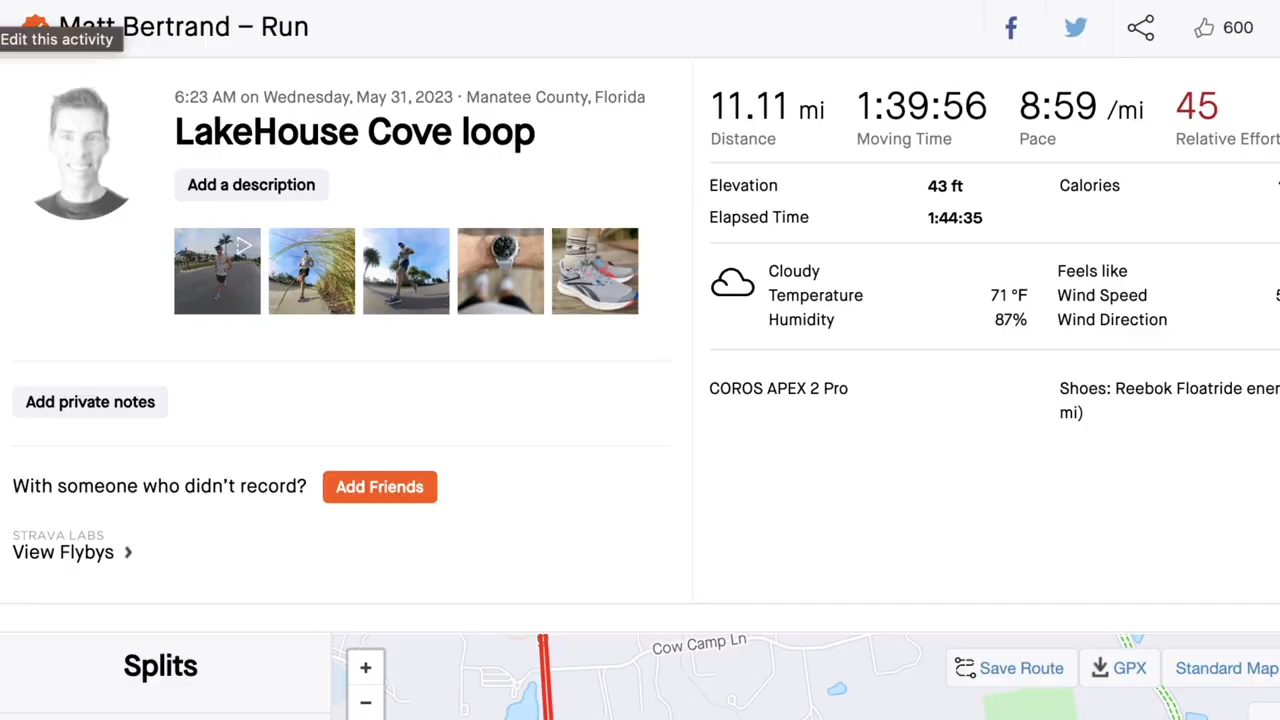 Matt Bertrand – Run
Edit this activity
600
6:23 AM on Wednesday, May 31, 2023 · Manatee County, Florida
LakeHouse Cove loop
Add a description
11.11 mi
Distance
1:39:56
Moving Time
8:59 /mi
Pace
45
Relative Effort
Elevation 43 ft Calories
Elapsed Time 1:44:35
Cloudy Feels like
Temperature 71 °F Wind Speed
Humidity 87% Wind Direction
COROS APEX 2 Pro
Shoes: Reebok Floatride ener
mi)
Add private notes
With someone who didn't record? Add Friends
STRAVA LABS
View Flybys
Splits
+
−
Cow Camp Ln
Save Route
GPX
Standard Map